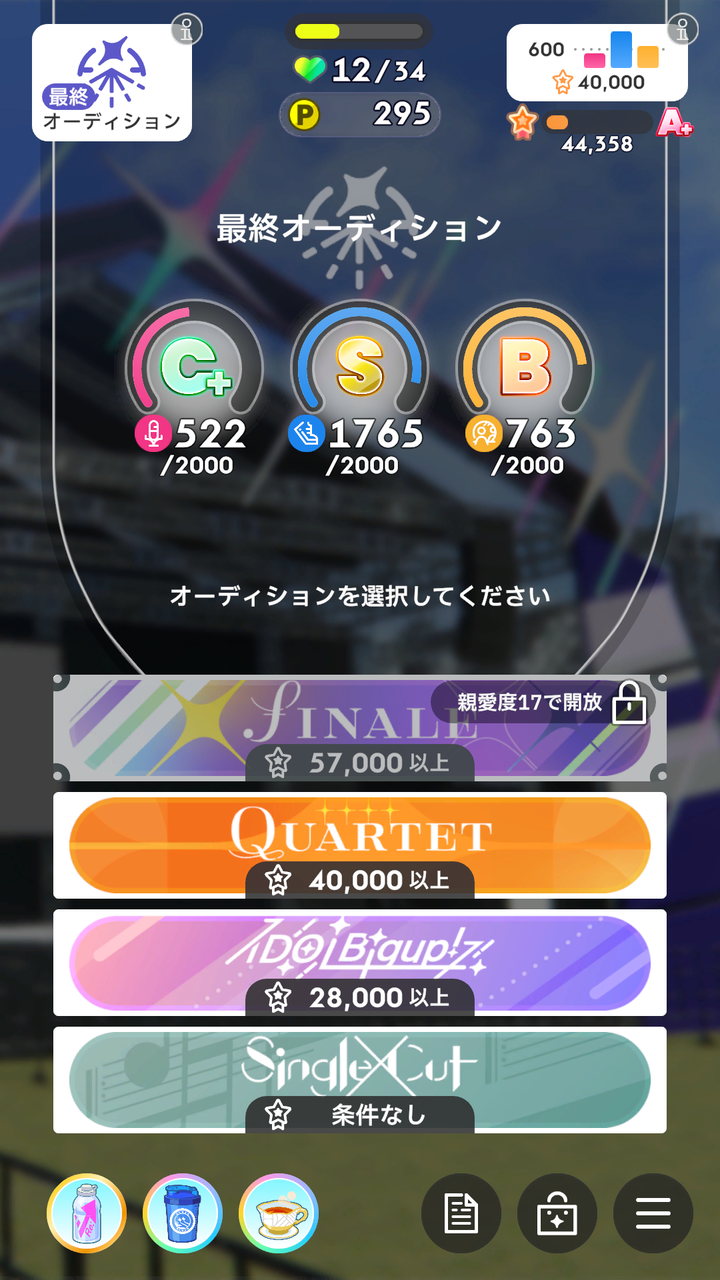 最終
オーディション
12/34
P 295
600
40,000
44,358
A+
最終オーディション
C+
S
B
522
/2000
1765
/2000
763
/2000
オーディションを選択してください
FINALE
親愛度17で開放
57,000 以上
QUARTET
40,000 以上
IDOL Bigup!
28,000 以上
SingleXCut
条件なし